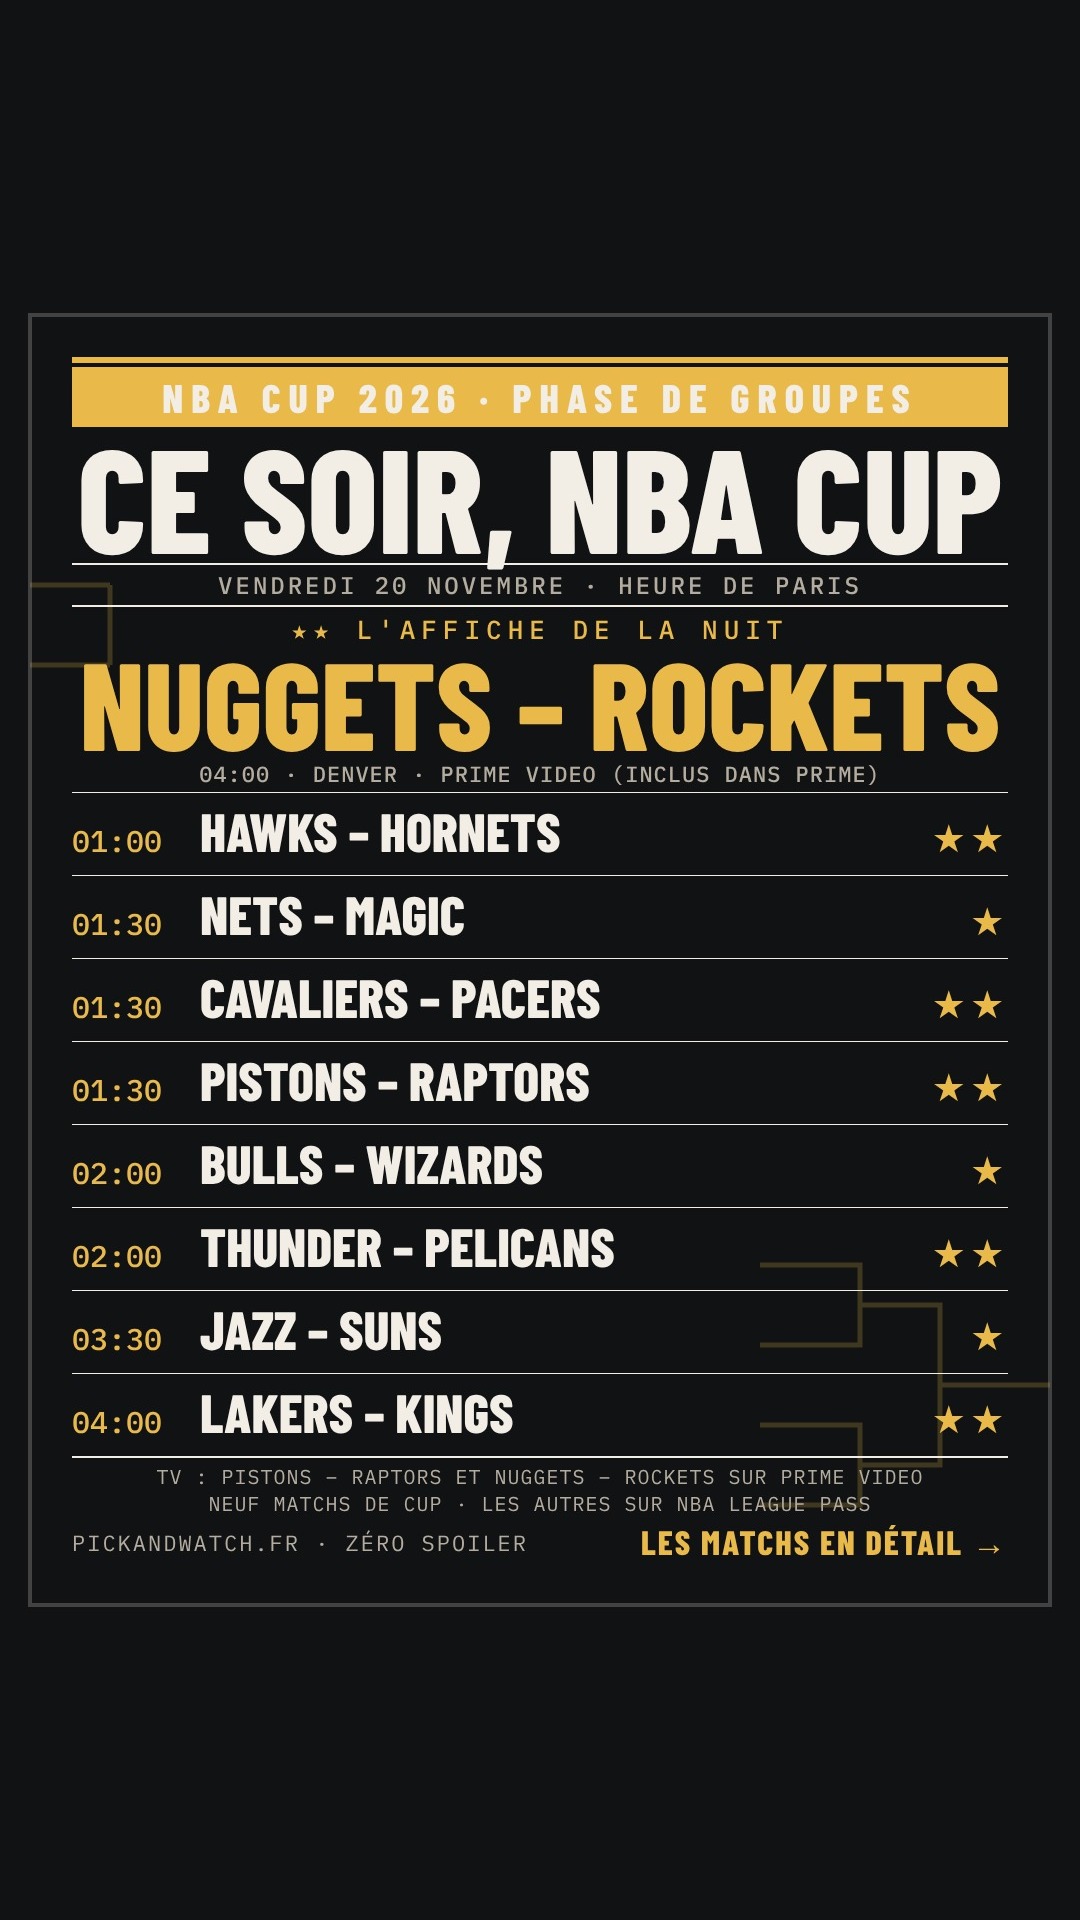 NBA CUP 2026 · PHASE DE GROUPES
CE SOIR, NBA CUP
VENDREDI 20 NOVEMBRE · HEURE DE PARIS
★★ L'AFFICHE DE LA NUIT
NUGGETS – ROCKETS
04:00 · DENVER · PRIME VIDEO (INCLUS DANS PRIME)
01:00 HAWKS – HORNETS ★★
01:30 NETS – MAGIC ★
01:30 CAVALIERS – PACERS ★★
01:30 PISTONS – RAPTORS ★★
02:00 BULLS – WIZARDS ★
02:00 THUNDER – PELICANS ★★
03:30 JAZZ – SUNS ★
04:00 LAKERS – KINGS ★★
TV : PISTONS – RAPTORS ET NUGGETS – ROCKETS SUR PRIME VIDEO
NEUF MATCHS DE CUP · LES AUTRES SUR NBA LEAGUE PASS
PICKANDWATCH.FR · ZÉRO SPOILER LES MATCHS EN DÉTAIL →